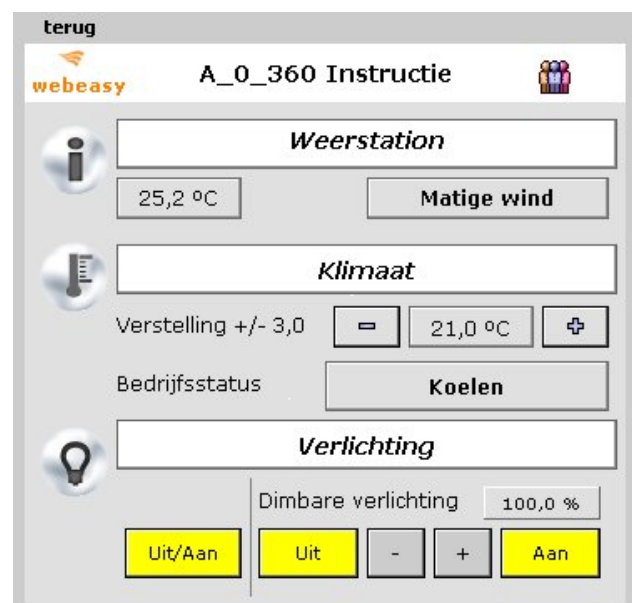 terug
webeasy
A_0_360 Instructie
Weerstation
25,2 ºC
Matige wind
Klimaat
Verstelling +/- 3,0
21,0 ºC
Bedrijfsstatus
Koelen
Verlichting
Dimbare verlichting
100,0 %
Uit/Aan
Uit
-
+
Aan